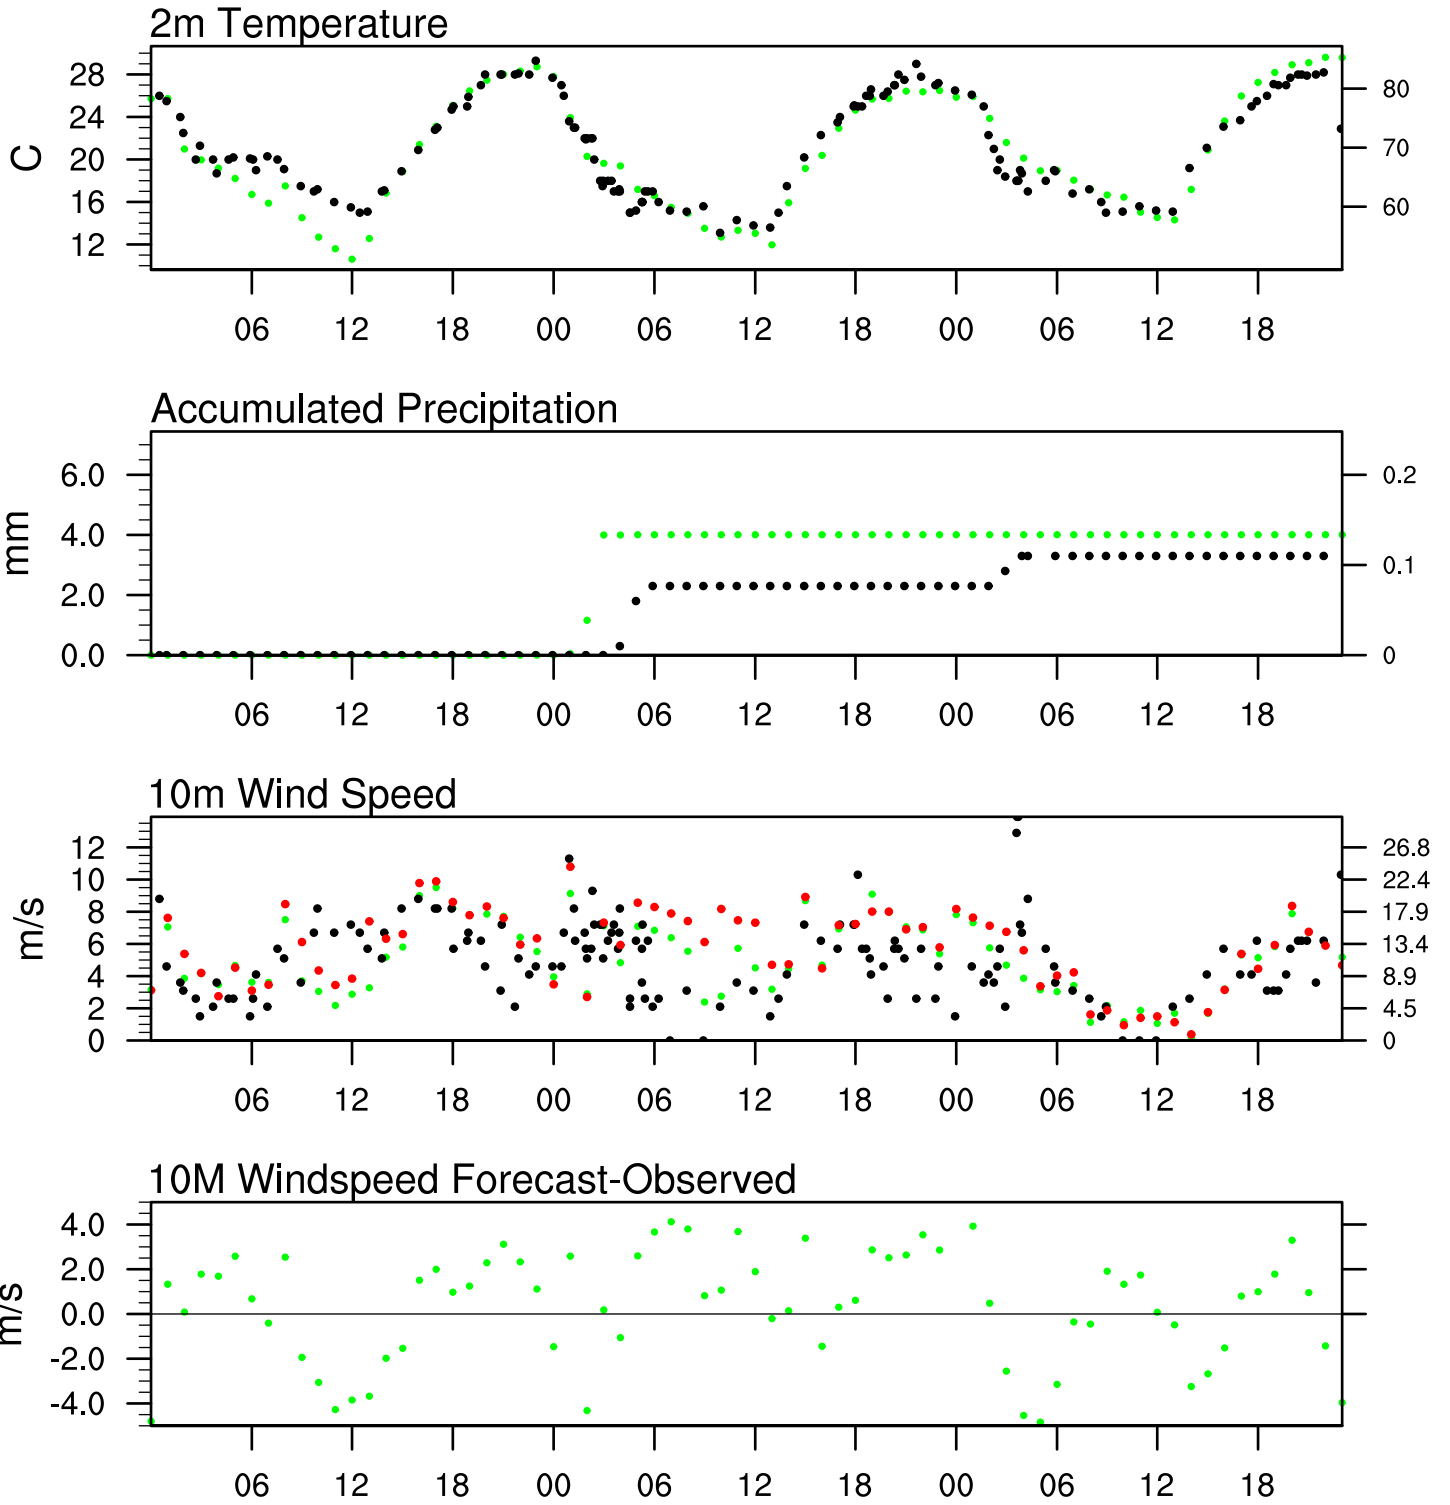 2m Temperature
28
24
20
16
12
C
80
70
60
06 12 18 00 06 12 18 00 06 12 18
Accumulated Precipitation
6.0
4.0
2.0
0.0
mm
0.2
0.1
0
06 12 18 00 06 12 18 00 06 12 18
10m Wind Speed
12
10
8
6
4
2
0
m/s
26.8
22.4
17.9
13.4
8.9
4.5
0
06 12 18 00 06 12 18 00 06 12 18
10M Windspeed Forecast-Observed
4.0
2.0
0.0
-2.0
-4.0
m/s
06 12 18 00 06 12 18 00 06 12 18